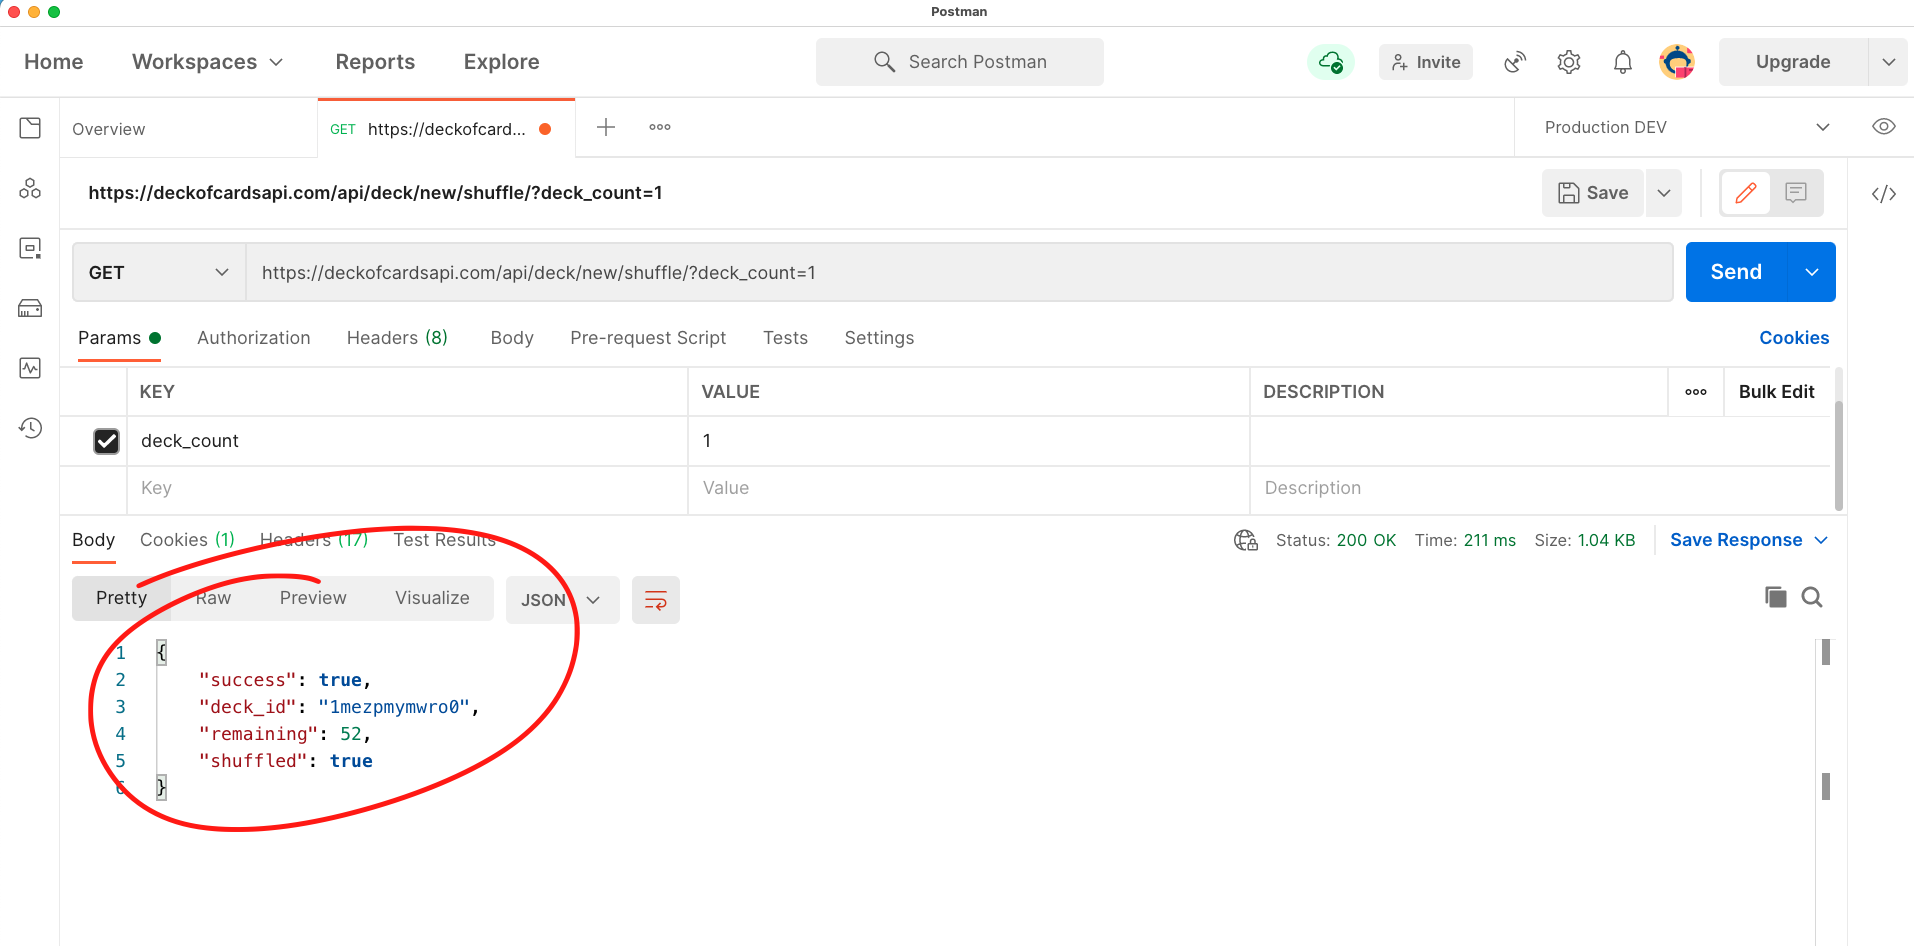 Postman
Home Workspaces Reports Explore Search Postman Invite Upgrade
Overview GET https://deckofcard... Production DEV
https://deckofcardsapi.com/api/deck/new/shuffle/?deck_count=1 Save
GET https://deckofcardsapi.com/api/deck/new/shuffle/?deck_count=1 Send
Params Authorization Headers (8) Body Pre-request Script Tests Settings Cookies
KEY VALUE DESCRIPTION Bulk Edit
deck_count 1
Key Value Description
Body Cookies (1) Headers (17) Test Results Status: 200 OK Time: 211 ms Size: 1.04 KB Save Response
Pretty Raw Preview Visualize JSON
1 {
2 "success": true,
3 "deck_id": "1mezpmymwro0",
4 "remaining": 52,
5 "shuffled": true
6 }